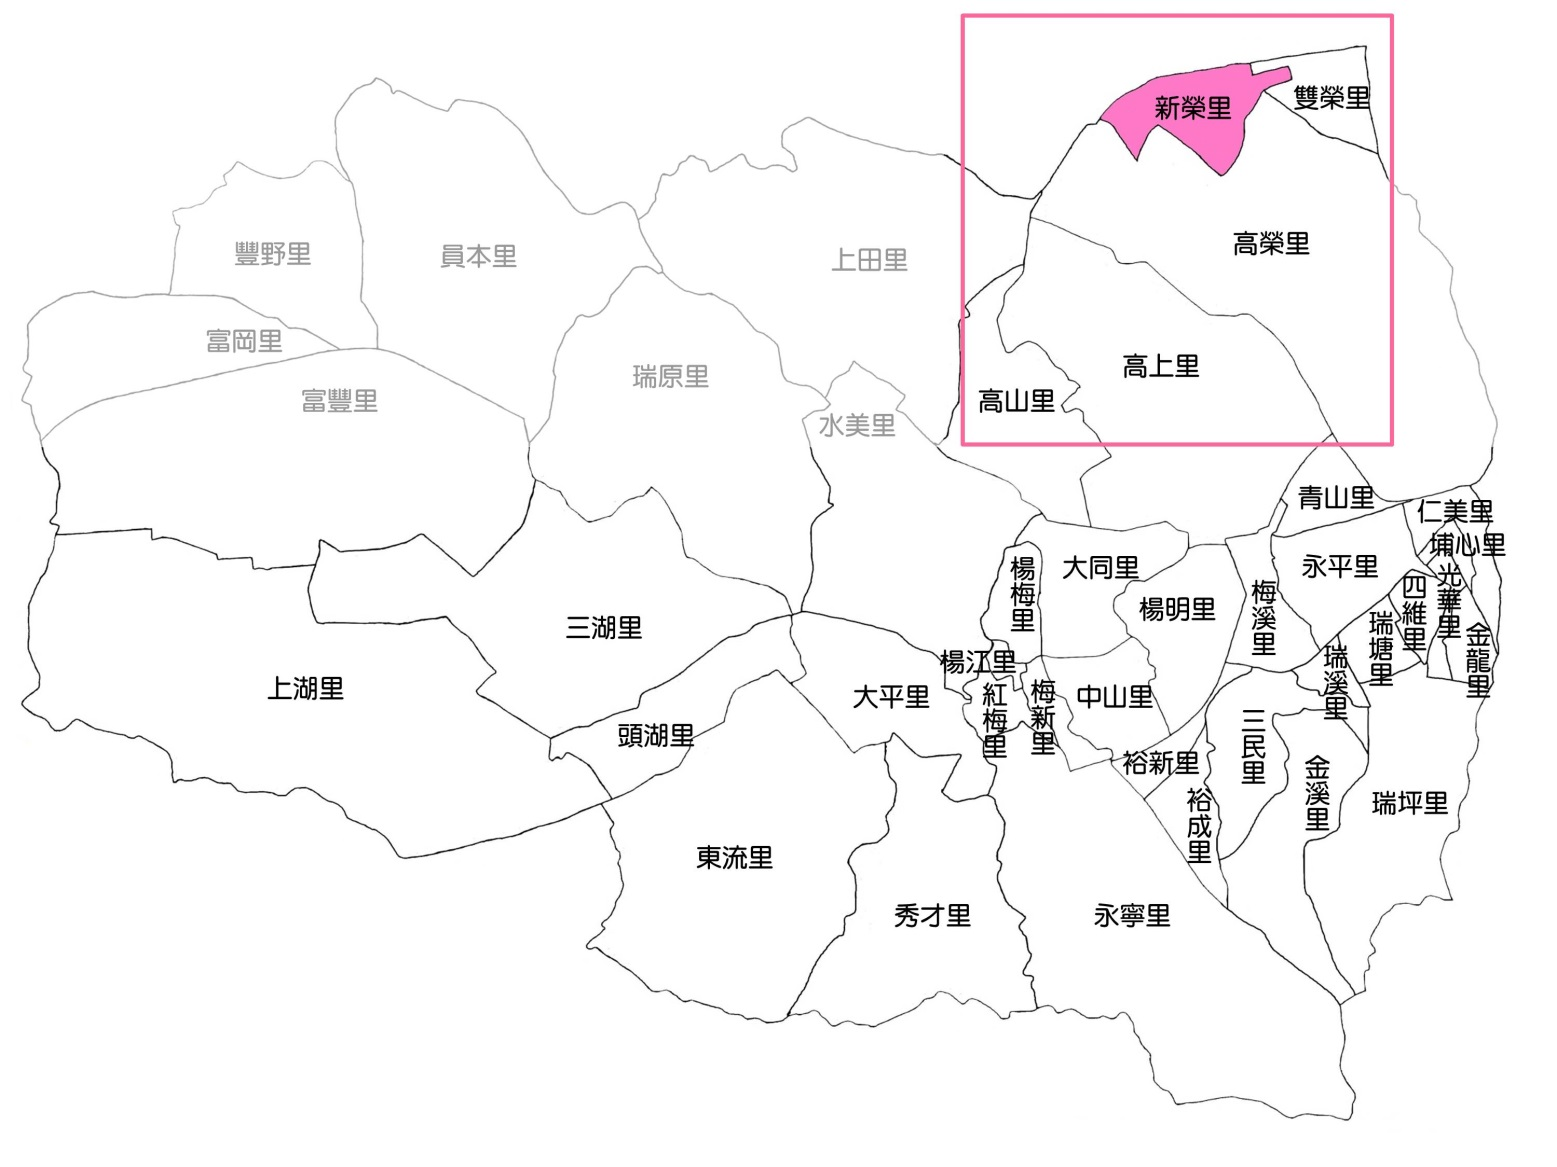 新榮里
雙榮里
高榮里
豐野里
員本里
上田里
富岡里
富豐里
瑞原里
水美里
高上里
高山里
青山里
仁美里
埔心里
光華里
四維里
金龍里
瑞塘里
永平里
梅溪里
大同里
楊明里
楊梅里
三湖里
上湖里
頭湖里
大平里
楊江里
紅梅里
梅新里
中山里
瑞溪里
裕新里
裕成里
三民里
金溪里
瑞坪里
東流里
秀才里
永寧里